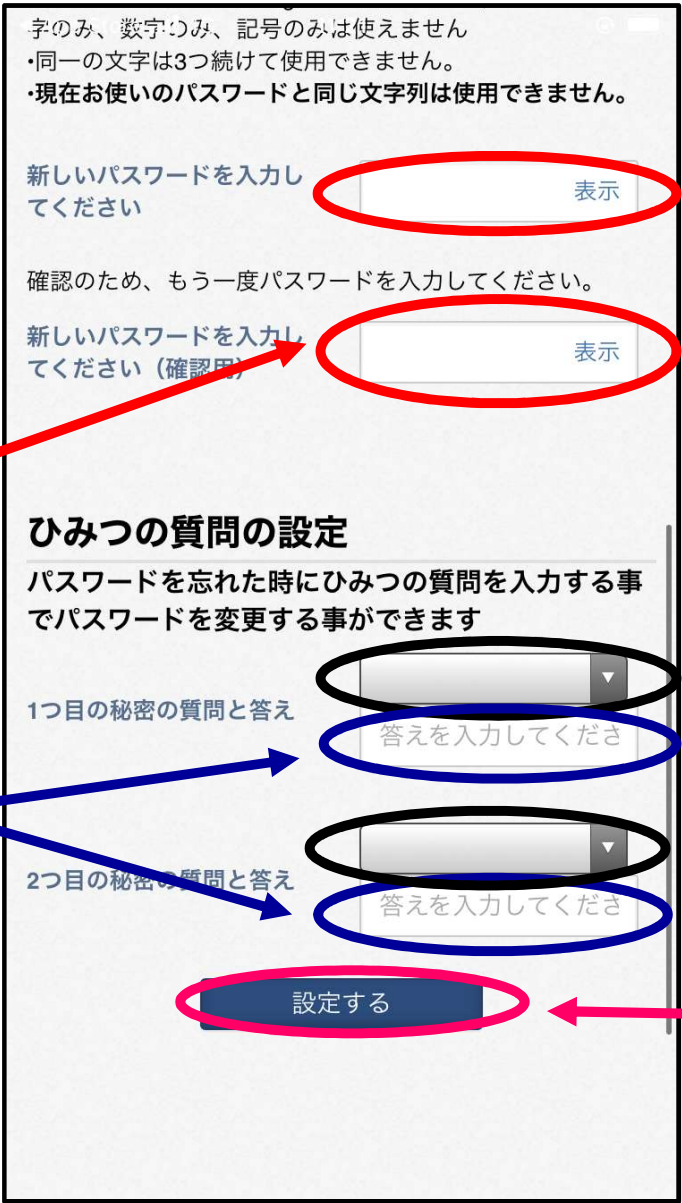 字のみ、数字のみ、記号のみは使えません
・同一の文字は3つ続けて使用できません。
・現在お使いのパスワードと同じ文字列は使用できません。
新しいパスワードを入力し
てください
表示
確認のため、もう一度パスワードを入力してください。
新しいパスワードを入力し
てください（確認用）
表示
ひみつの質問の設定
パスワードを忘れた時にひみつの質問を入力する事
でパスワードを変更する事ができます
1つ目の秘密の質問と答え
答えを入力してくださ
2つ目の秘密の質問と答え
答えを入力してくださ
設定する